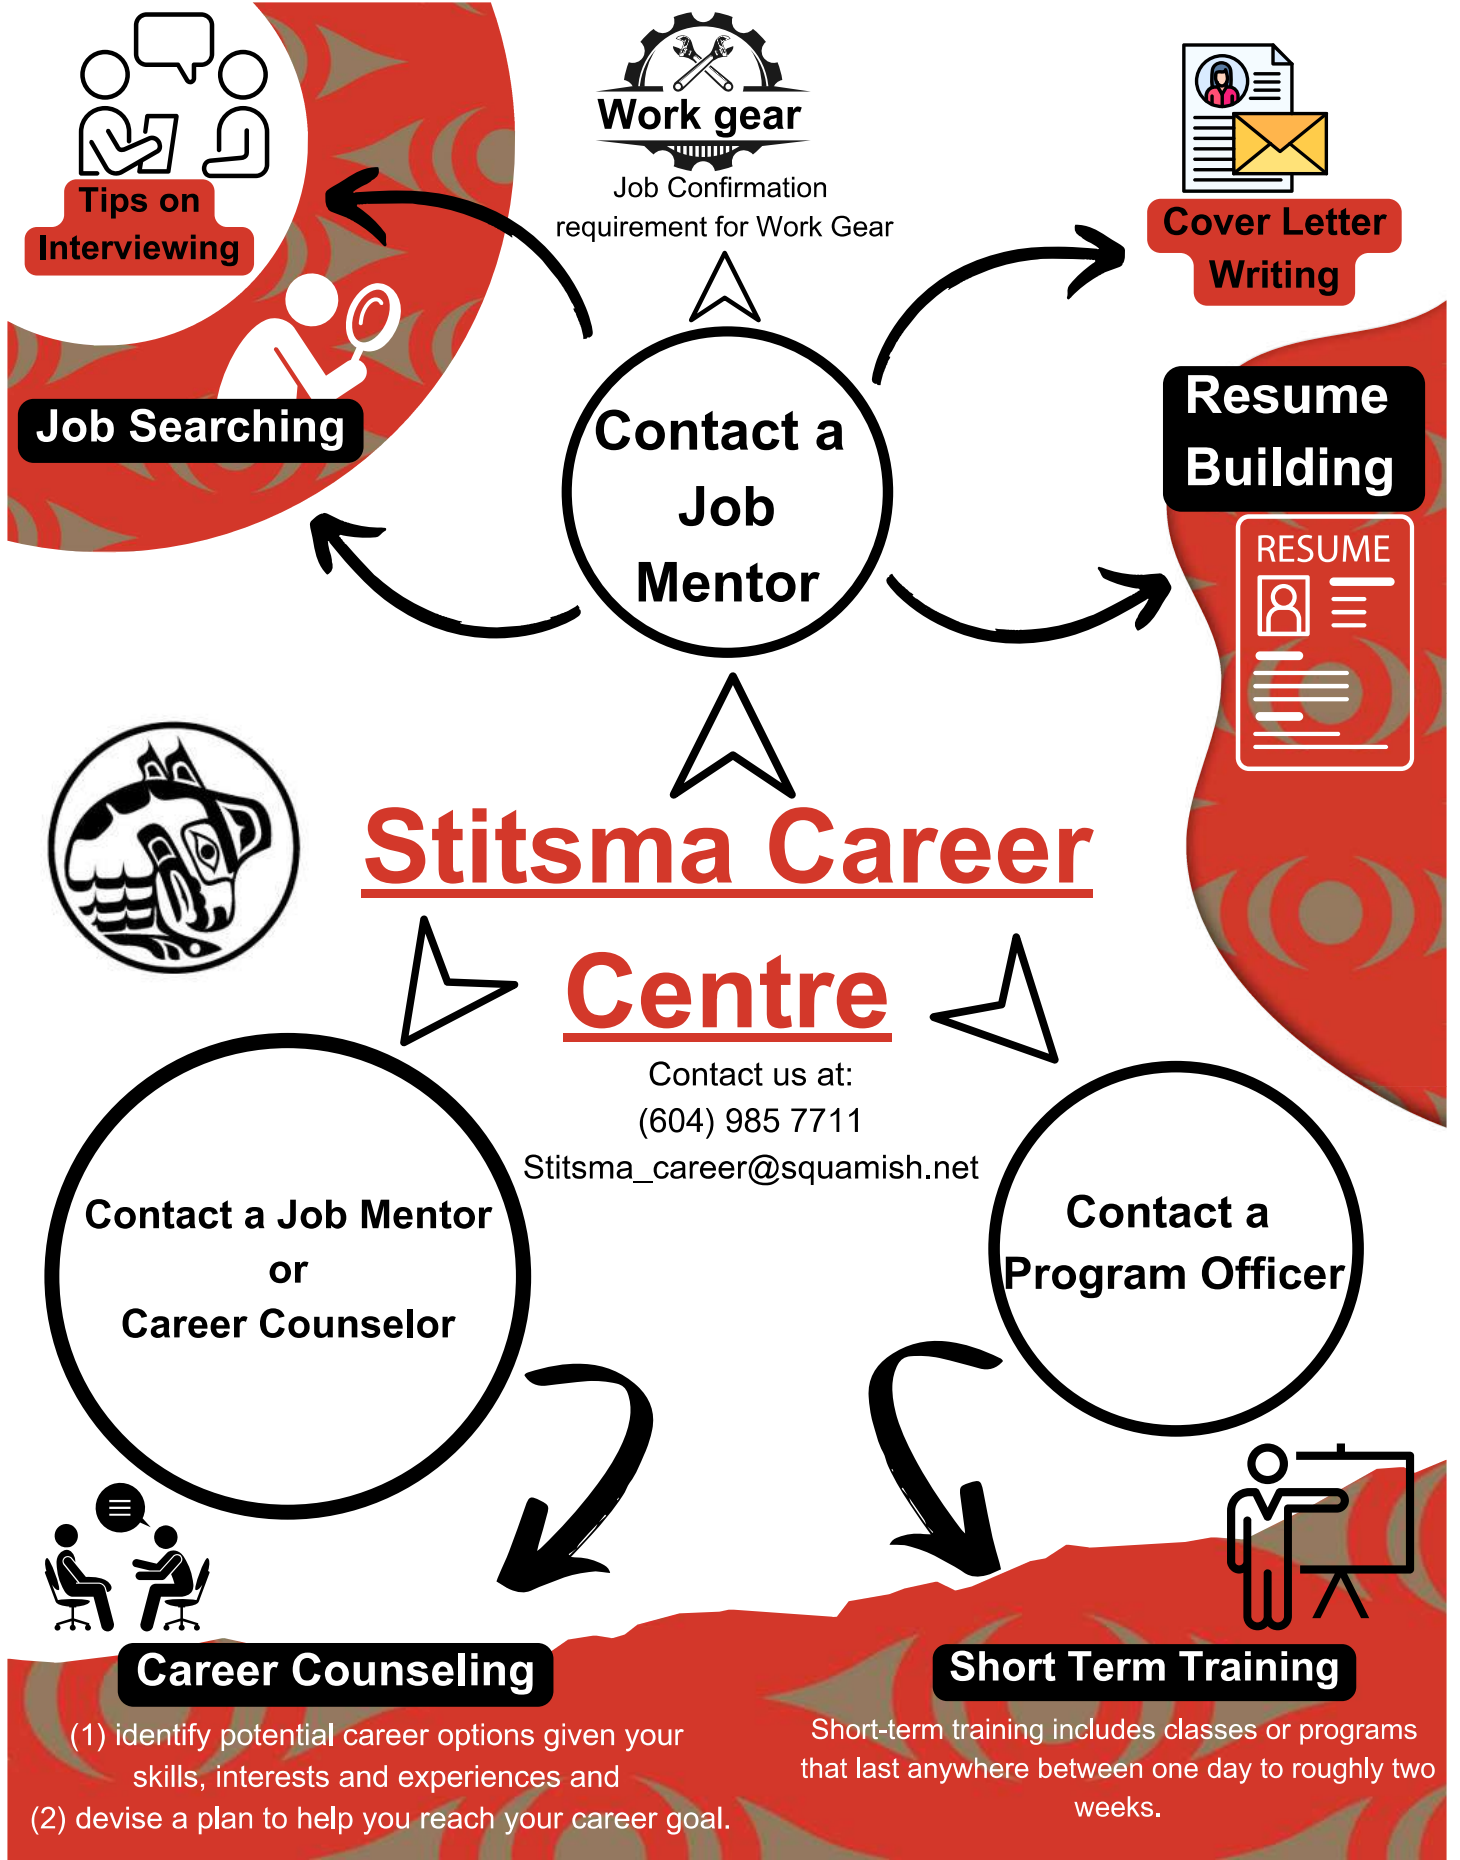 Work gear
Job Confirmation
requirement for Work Gear
Tips on
Interviewing
Cover Letter
Writing
Job Searching
Contact a
Job
Mentor
Resume
Building
RESUME
Stitsma Career
Centre
Contact us at:
(604) 985 7711
Stitsma_career@squamish.net
Contact a Job Mentor
or
Career Counselor
Contact a
Program Officer
Career Counseling
(1) identify potential career options given your
skills, interests and experiences and
(2) devise a plan to help you reach your career goal.
Short Term Training
Short-term training includes classes or programs
that last anywhere between one day to roughly two
weeks.